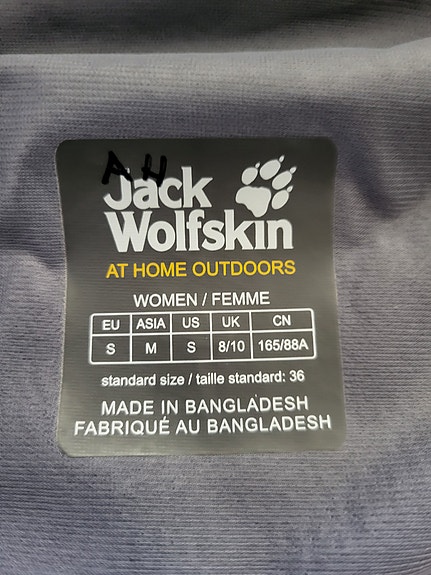 AH
Jack
Wolfskin
AT HOME OUTDOORS
WOMEN / FEMME
EU ASIA US UK CN
S M S 8/10 165/88A
standard size / taille standard: 36
MADE IN BANGLADESH
FABRIQUÉ AU BANGLADESH